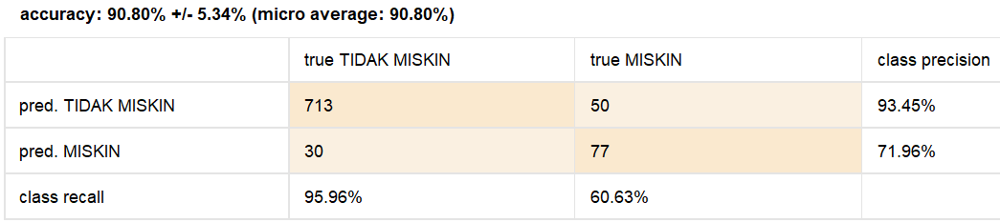 accuracy: 90.80% +/- 5.34% (micro average: 90.80%)
true TIDAK MISKIN true MISKIN class precision
pred. TIDAK MISKIN 713 50 93.45%
pred. MISKIN 30 77 71.96%
class recall 95.96% 60.63%